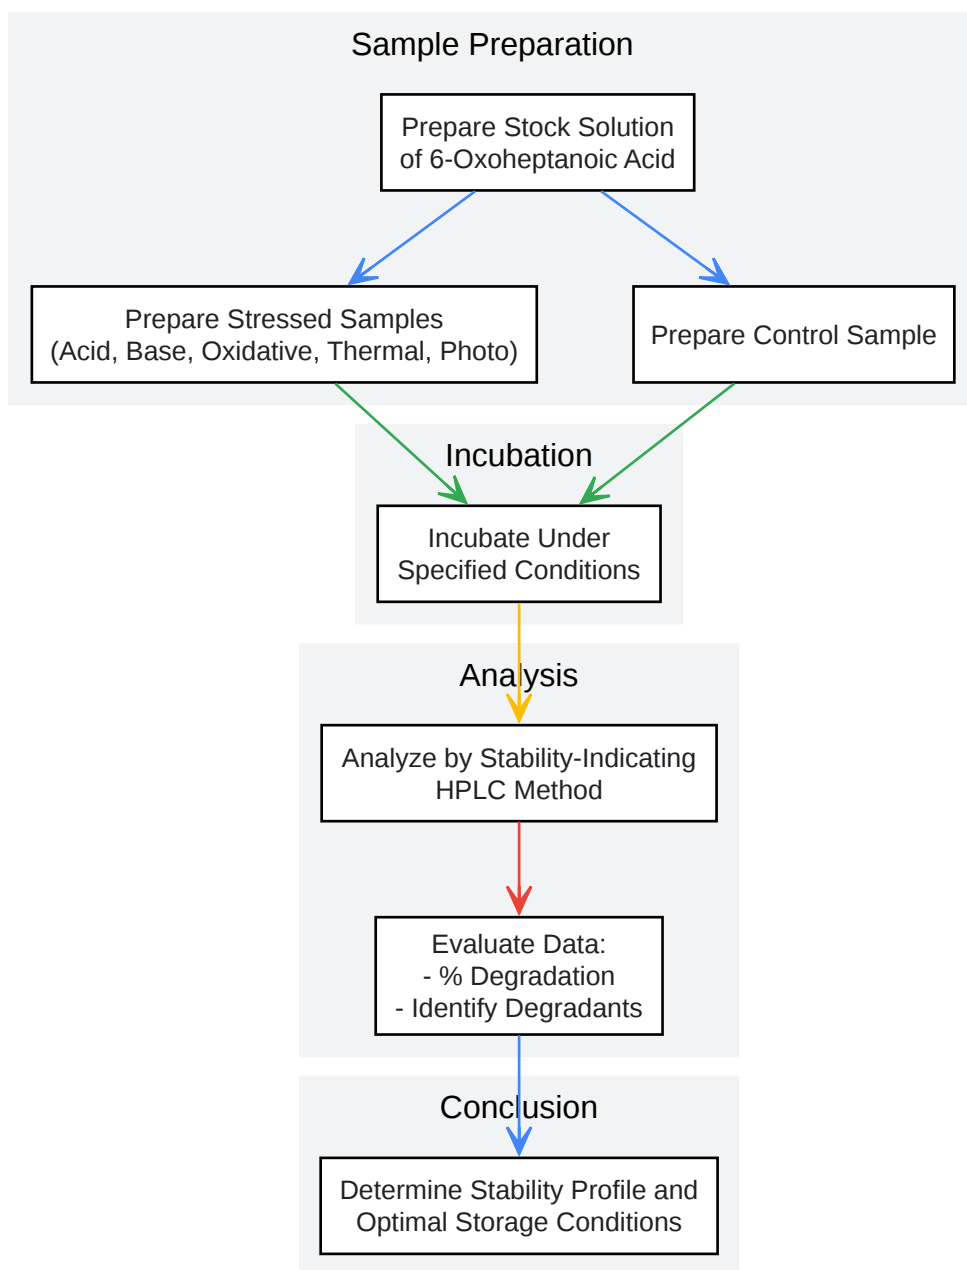 Sample Preparation
Prepare Stock Solution
of 6-Oxoheptanoic Acid
Prepare Stressed Samples
(Acid, Base, Oxidative, Thermal, Photo)
Prepare Control Sample
Incubation
Incubate Under
Specified Conditions
Analysis
Analyze by Stability-Indicating
HPLC Method
Evaluate Data:
- % Degradation
- Identify Degradants
Conclusion
Determine Stability Profile and
Optimal Storage Conditions